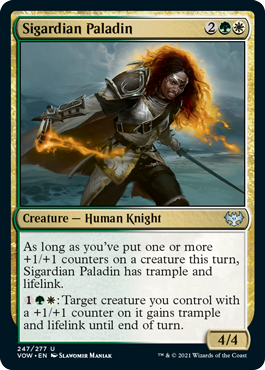 Sigardian Paladin 2
Creature — Human Knight
As long as you've put one or more
+1/+1 counters on a creature this turn,
Sigardian Paladin has trample and
lifelink.
1 : Target creature you control with
a +1/+1 counter on it gains trample
and lifelink until end of turn.
4/4
247/277 U
VOW • EN Slawomir Maniak
™ & © 2021 Wizards of the Coast